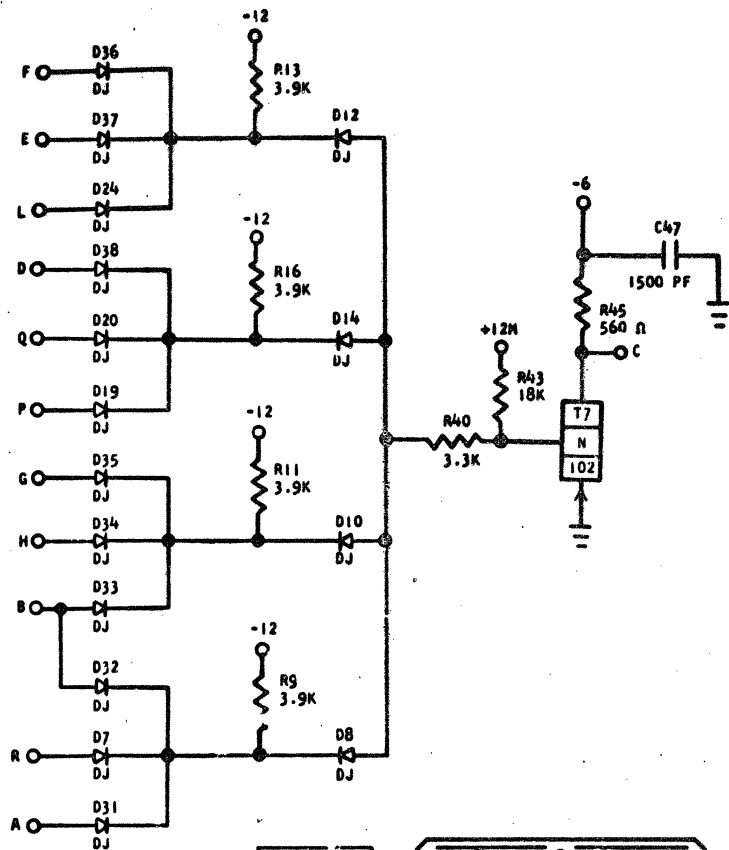 -12
D36
F
DJ
R13
3.9K
D37
E
DJ
D12
DJ
D24
L
DJ
-12
D38
D
DJ
R16
3.9K
D20
Q
DJ
D14
DJ
D19
P
DJ
-6
C47
1500 PF
R45
560 Ω
C
+12M
R43
18K
R40
3.3K
T7
N
102
-12
D35
G
DJ
R11
3.9K
D34
H
DJ
D10
DJ
D33
B
DJ
-12
D32
DJ
R9
3.9K
D7
R
DJ
D8
DJ
D31
A
DJ